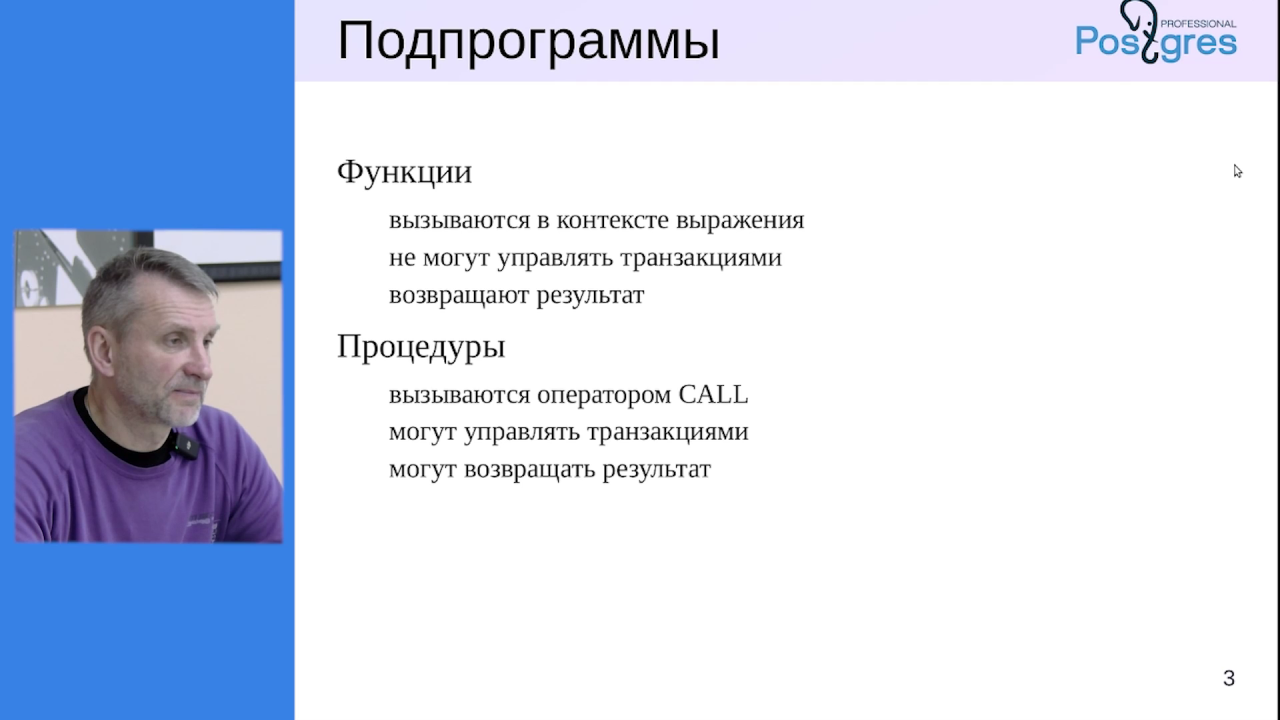 Подпрограммы
PROFESSIONAL
Postgres
Функции
вызываются в контексте выражения
не могут управлять транзакциями
возвращают результат
Процедуры
вызываются оператором CALL
могут управлять транзакциями
могут возвращать результат
3